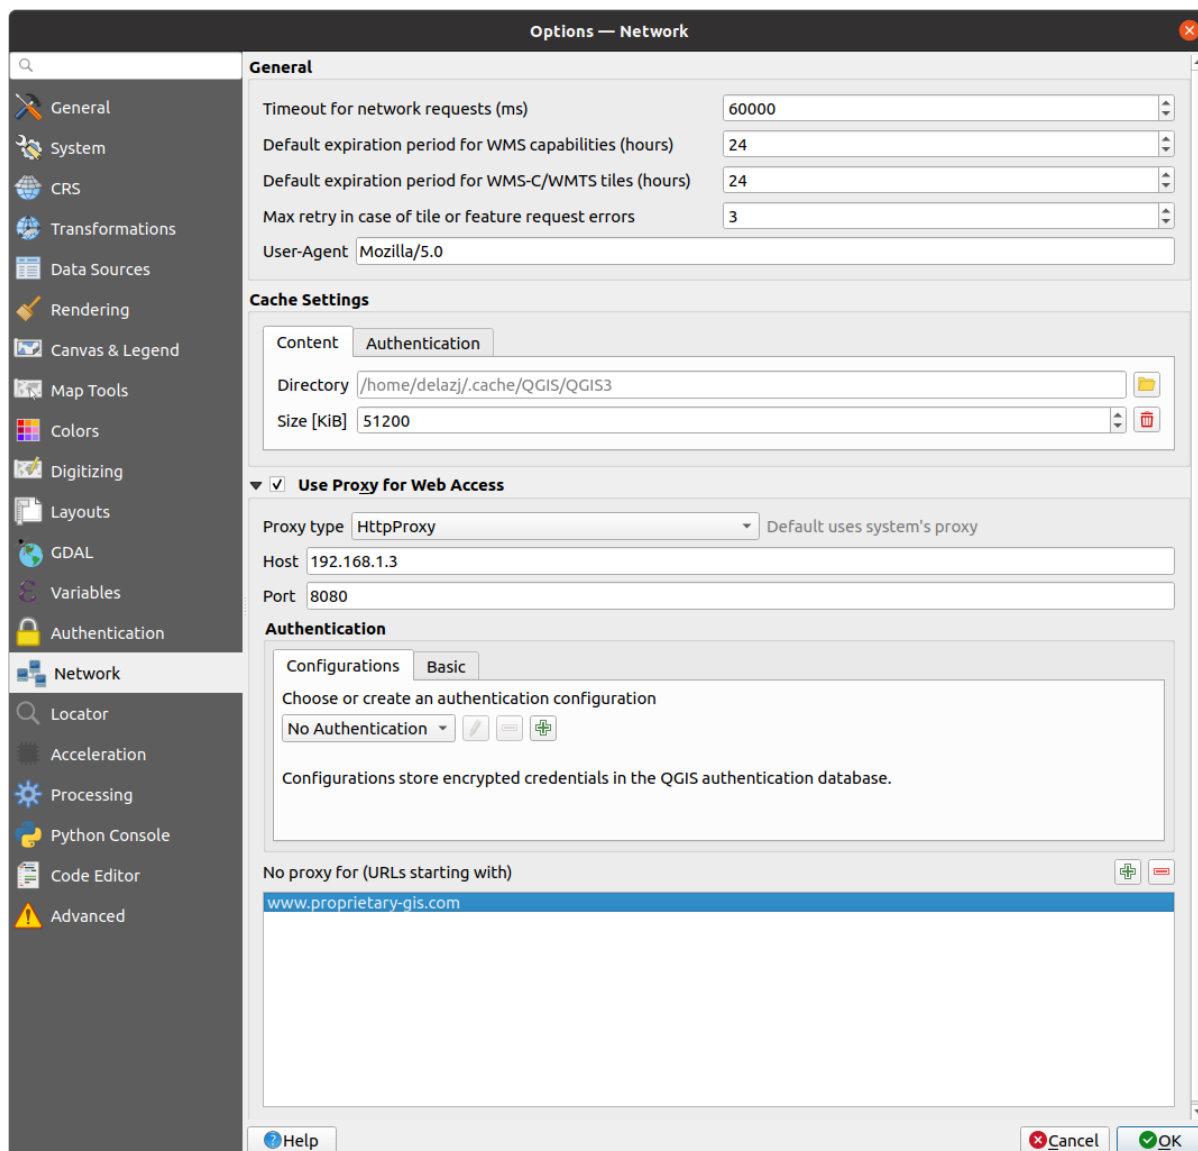 Options — Network
General
System
CRS
Transformations
Data Sources
Rendering
Canvas & Legend
Map Tools
Colors
Digitizing
Layouts
GDAL
Variables
Authentication
Network
Locator
Acceleration
Processing
Python Console
Code Editor
Advanced
General
Timeout for network requests (ms) 60000
Default expiration period for WMS capabilities (hours) 24
Default expiration period for WMS-C/WMTS tiles (hours) 24
Max retry in case of tile or feature request errors 3
User-Agent Mozilla/5.0
Cache Settings
Content Authentication
Directory /home/delazj/.cache/QGIS/QGIS3
Size [KiB] 51200
Use Proxy for Web Access
Proxy type HttpProxy Default uses system's proxy
Host 192.168.1.3
Port 8080
Authentication
Configurations Basic
Choose or create an authentication configuration
No Authentication
Configurations store encrypted credentials in the QGIS authentication database.
No proxy for (URLs starting with)
www.proprietary-gis.com
Help Cancel OK